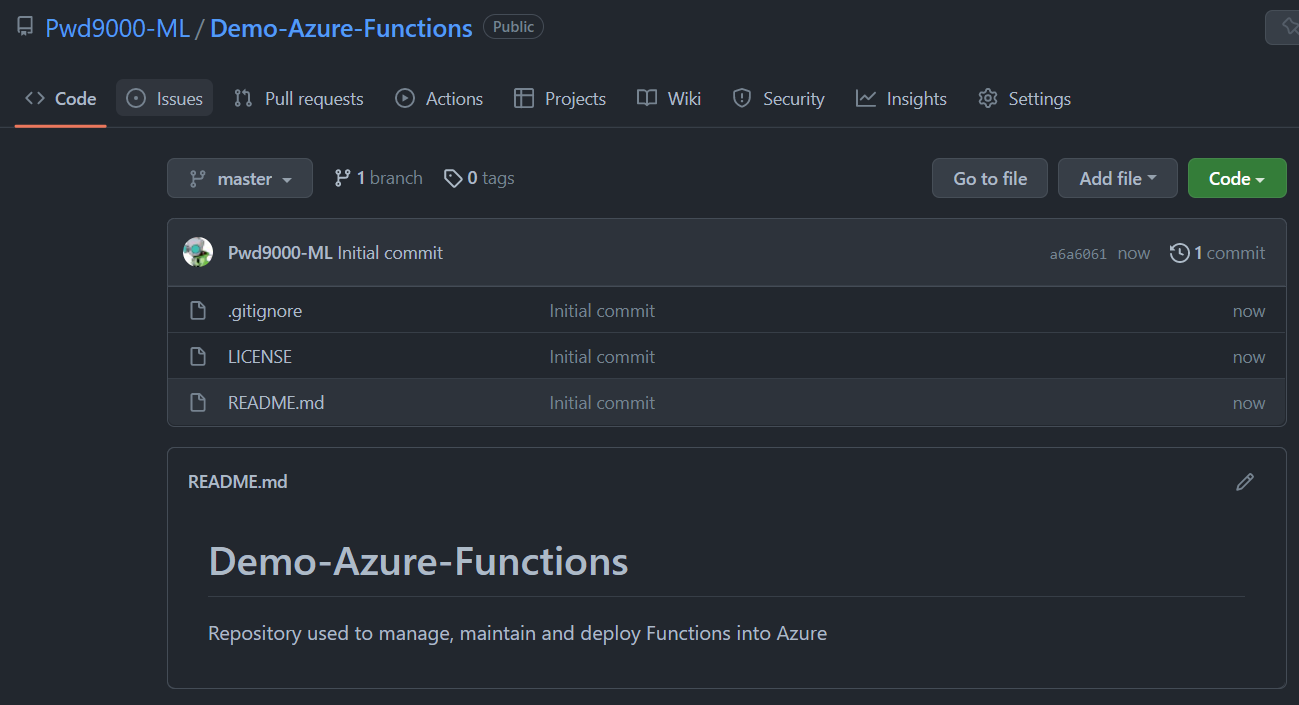 Pwd9000-ML / Demo-Azure-Functions Public
Code Issues Pull requests Actions Projects Wiki Security Insights Settings
master 1 branch 0 tags Go to file Add file Code
Pwd9000-ML Initial commit a6a6061 now 1 commit
.gitignore Initial commit now
LICENSE Initial commit now
README.md Initial commit now
README.md
Demo-Azure-Functions
Repository used to manage, maintain and deploy Functions into Azure